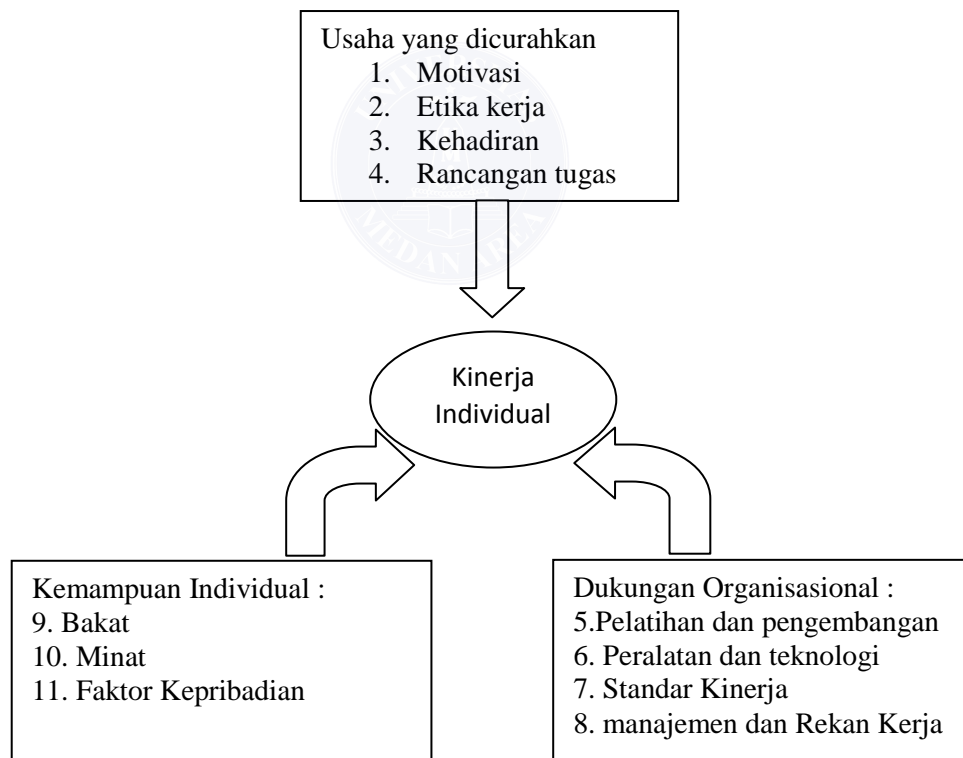 Usaha yang dicurahkan
1. Motivasi
2. Etika kerja
3. Kehadiran
4. Rancangan tugas
MEDAN AREA
Kinerja
Individual
Kemampuan Individual :
9. Bakat
10. Minat
11. Faktor Kepribadian
Dukungan Organisasional :
5.Pelatihan dan pengembangan
6. Peralatan dan teknologi
7. Standar Kinerja
8. manajemen dan Rekan Kerja